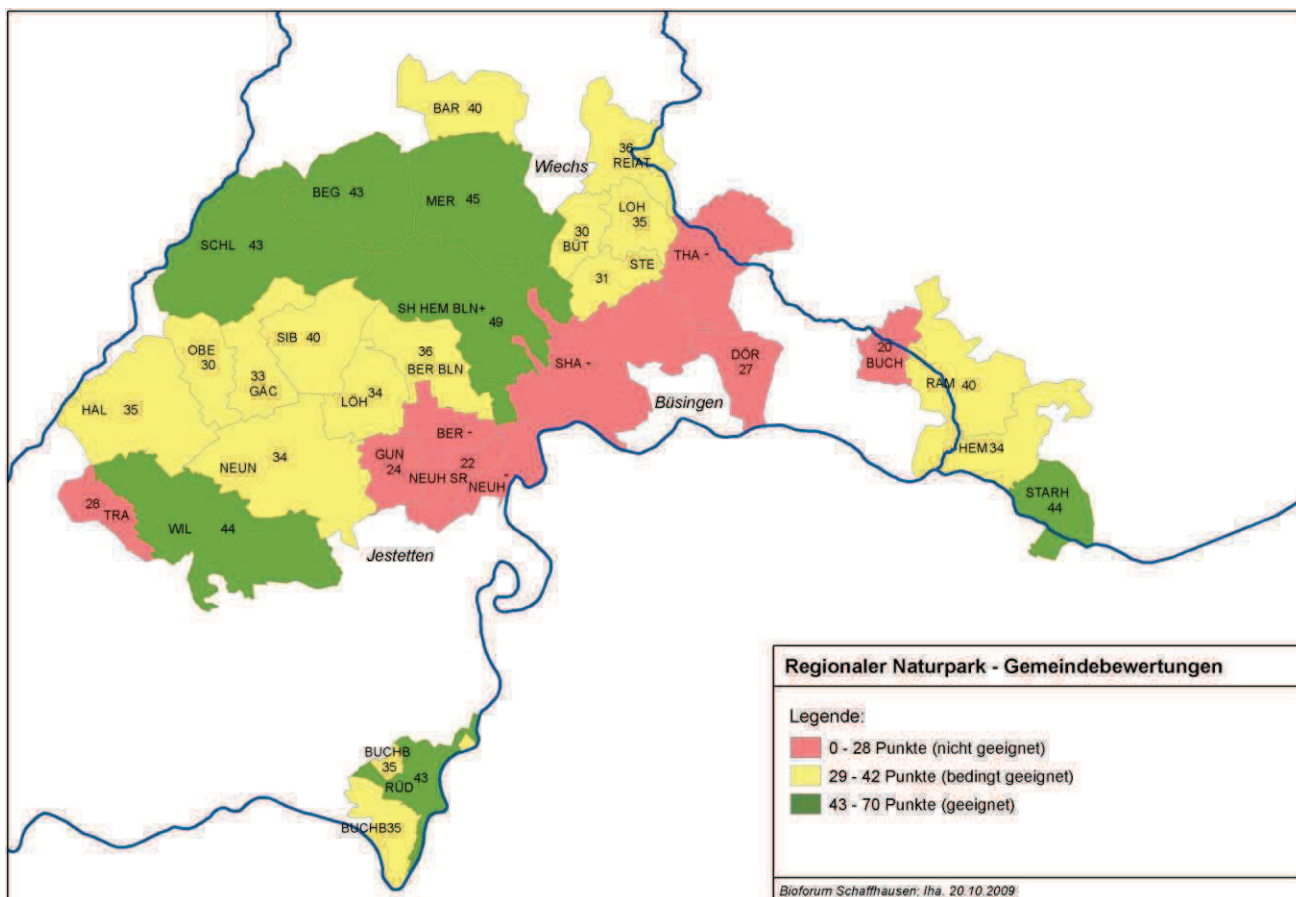 BAR 40
Wiechs
36
REIAT
BEG 43
MER 45
LOH
35
SCHL 43
30
BÜT
THA -
STE
31
SH HEM BLN+
49
SIB 40
OBE
30
36
BER BLN
SHA -
DÖR
27
20
BUCH
33
GÄC
LÖH 34
RAM 40
HAL 35
Büsingen
BER -
HEM 34
NEUN 34
GUN
24
22
NEUH SR
-
NEUH
28
TRA
STARH
44
WIL 44
Jestetten
BUCHB
35
RÜD 43
BUCHB 35
Regionaler Naturpark - Gemeindebewertungen
Legende:
0 - 28 Punkte (nicht geeignet)
29 - 42 Punkte (bedingt geeignet)
43 - 70 Punkte (geeignet)
Bioforum Schaffhausen; Iha. 20.10.2009